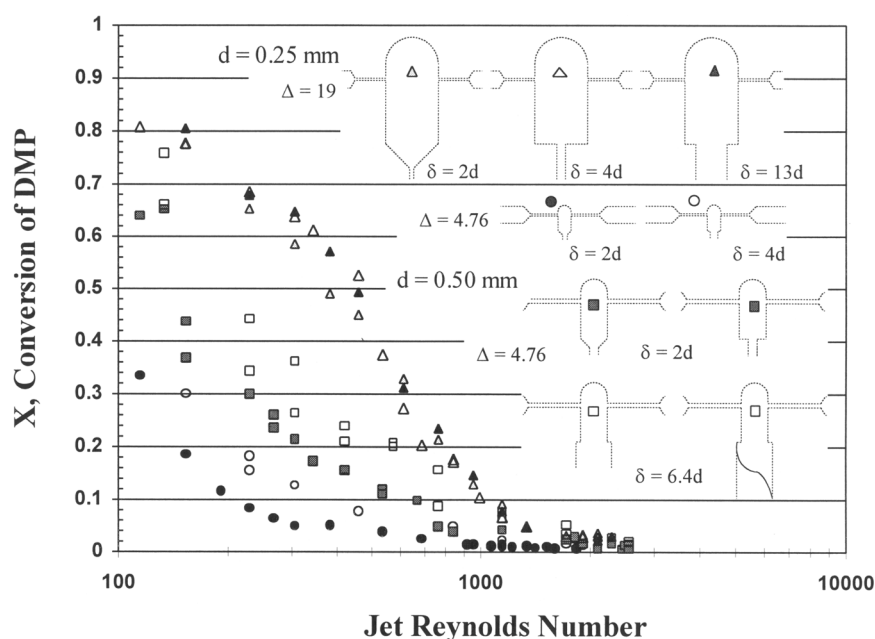 1
0.9
0.8
0.7
0.6
0.5
0.4
0.3
0.2
0.1
0
X, Conversion of DMP
d = 0.25 mm
Δ = 19
δ = 2d
δ = 4d
δ = 13d
Δ = 4.76
δ = 2d
δ = 4d
d = 0.50 mm
Δ = 4.76
δ = 2d
δ = 6.4d
100
1000
10000
Jet Reynolds Number